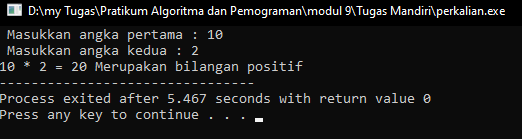 D:\my Tugas\Pratikum Algoritma dan Pemograman\modul 9\Tugas Mandiri\perkalian.exe
Masukkan angka pertama : 10
Masukkan angka kedua : 2
10 * 2 = 20 Merupakan bilangan positif
--------------------------------
Process exited after 5.467 seconds with return value 0
Press any key to continue . . .